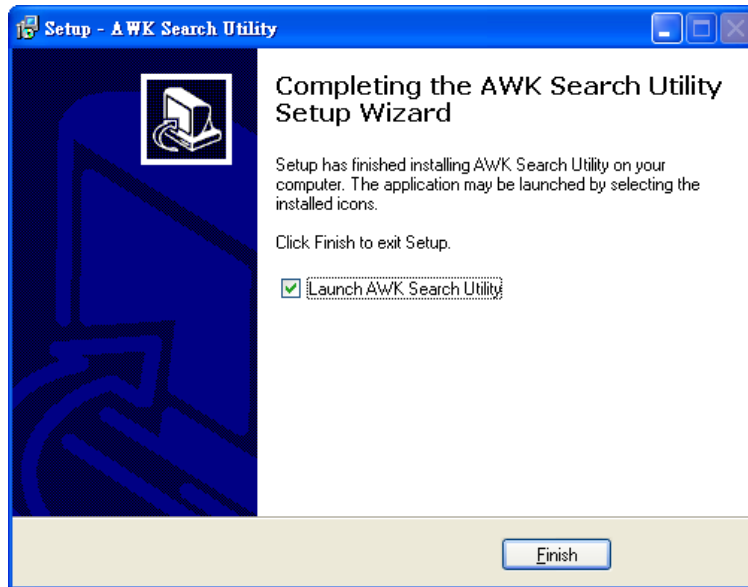 Setup - AWK Search Utility
Completing the AWK Search Utility
Setup Wizard
Setup has finished installing AWK Search Utility on your
computer. The application may be launched by selecting the
installed icons.
Click Finish to exit Setup.
Launch AWK Search Utility
Finish